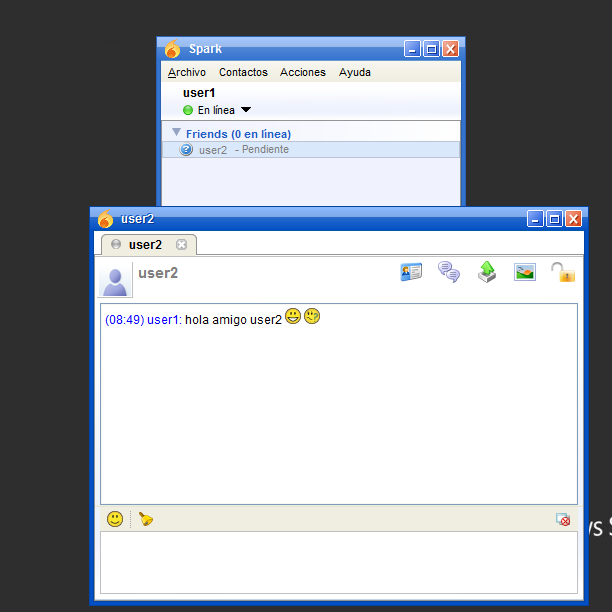 Spark
Archivo Contactos Acciones Ayuda
user1
En línea
Friends (0 en línea)
user2 - Pendiente
user2
user2
user2
(08:49) user1: hola amigo user2